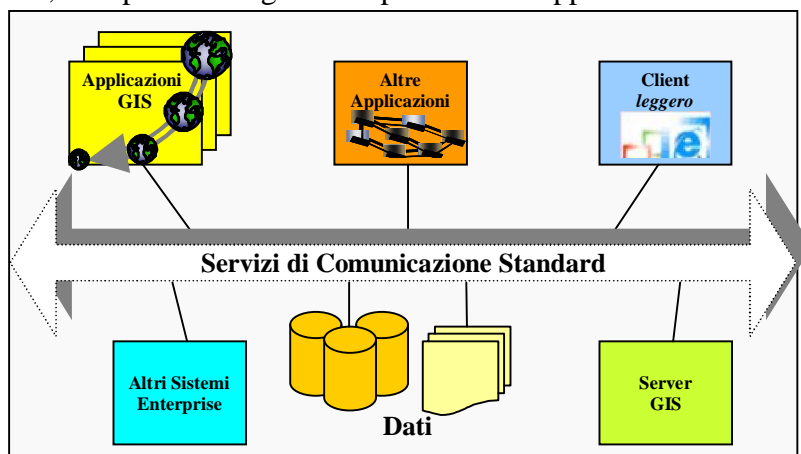 Applicazioni
GIS
Altre
Applicazioni
Client
leggero
e
Servizi di Comunicazione Standard
Altri Sistemi
Enterprise
Dati
Server
GIS